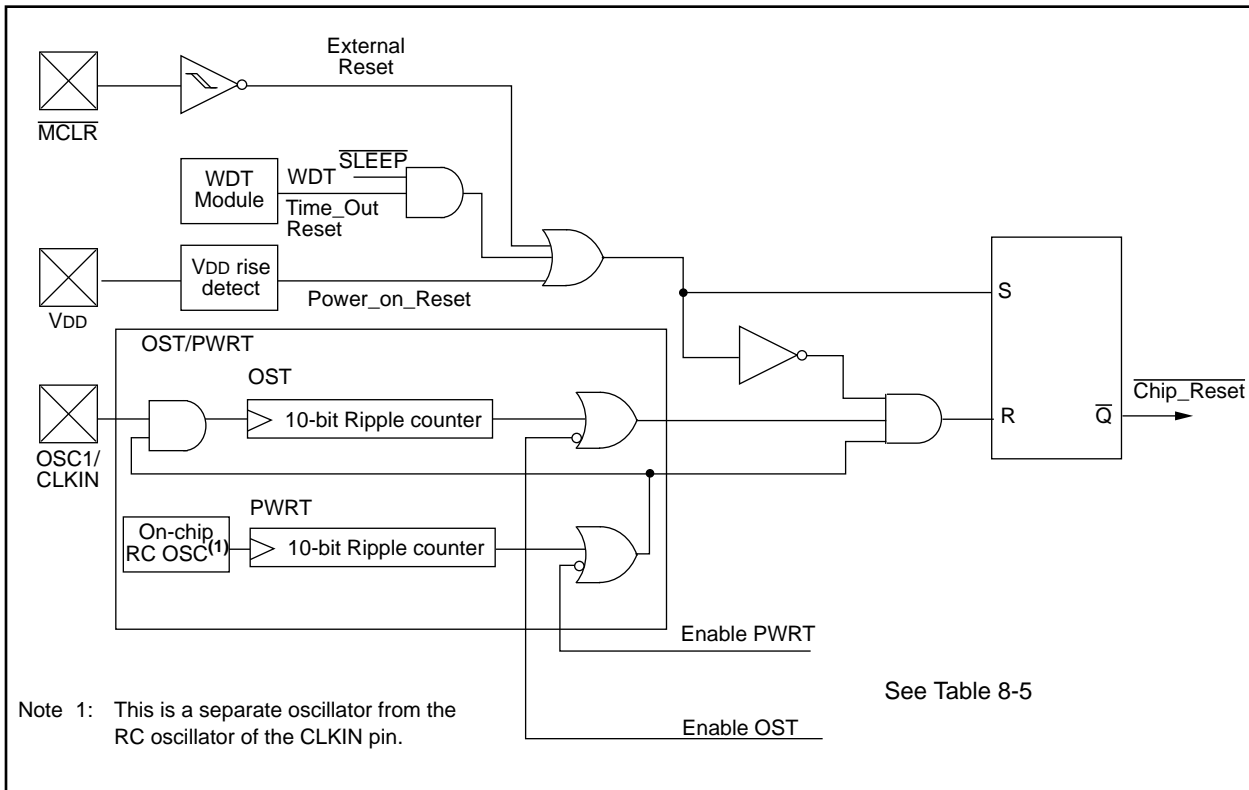 External
Reset
MCLR
SLEEP
WDT
Module
WDT
Time_Out
Reset
VDD rise
detect
Power_on_Reset
VDD
OST/PWRT
OST
10-bit Ripple counter
OSC1/
CLKIN
PWRT
On-chip
RC OSC(1)
10-bit Ripple counter
S
R
Q
Chip_Reset
Enable PWRT
Enable OST
See Table 8-5
Note 1: This is a separate oscillator from the
RC oscillator of the CLKIN pin.